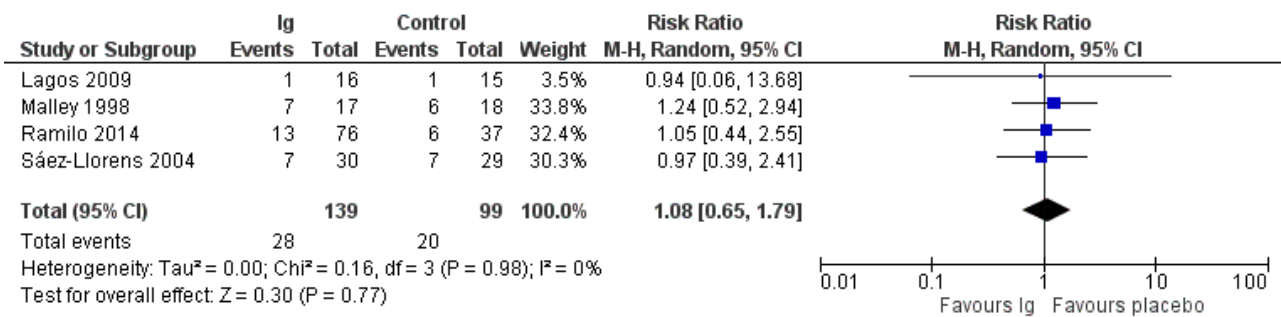 Ig Control Risk Ratio Risk Ratio
Study or Subgroup Events Total Events Total Weight M-H, Random, 95% CI M-H, Random, 95% CI
Lagos 2009 1 16 1 15 3.5% 0.94 [0.06, 13.68]
Malley 1998 7 17 6 18 33.8% 1.24 [0.52, 2.94]
Ramilo 2014 13 76 6 37 32.4% 1.05 [0.44, 2.55]
Sáez-Llorens 2004 7 30 7 29 30.3% 0.97 [0.39, 2.41]
Total (95% CI) 139 99 100.0% 1.08 [0.65, 1.79]
Total events 28 20
Heterogeneity: Tau² = 0.00; Chi² = 0.16, df = 3 (P = 0.98); I² = 0%
Test for overall effect: Z = 0.30 (P = 0.77)
0.01 0.1 1 10 100
Favours Ig Favours placebo